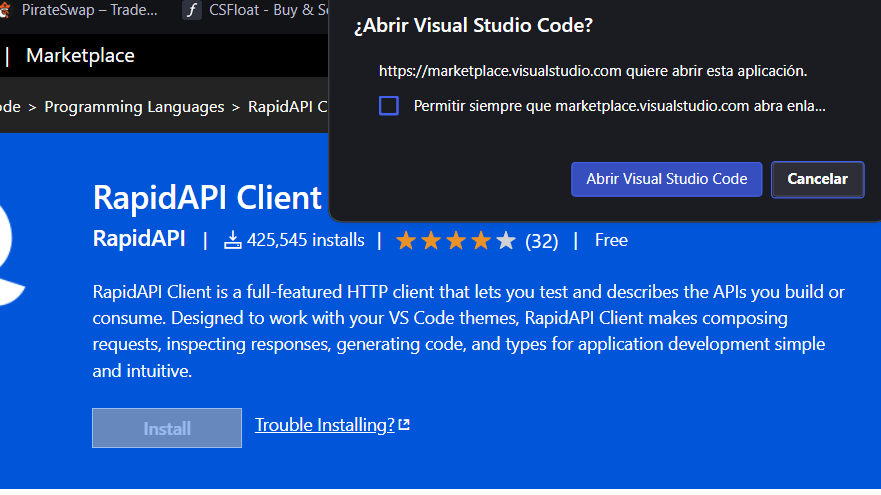 PirateSwap – Trade...
CSFloat - Buy & S
¿Abrir Visual Studio Code?
| Marketplace
https://marketplace.visualstudio.com quiere abrir esta aplicación.
Permitir siempre que marketplace.visualstudio.com abra enla...
ode > Programming Languages > RapidAPI C
Abrir Visual Studio Code
Cancelar
RapidAPI Client
RapidAPI | 425,545 installs | (32) | Free
RapidAPI Client is a full-featured HTTP client that lets you test and describes the APIs you build or
consume. Designed to work with your VS Code themes, RapidAPI Client makes composing
requests, inspecting responses, generating code, and types for application development simple
and intuitive.
Install
Trouble Installing?